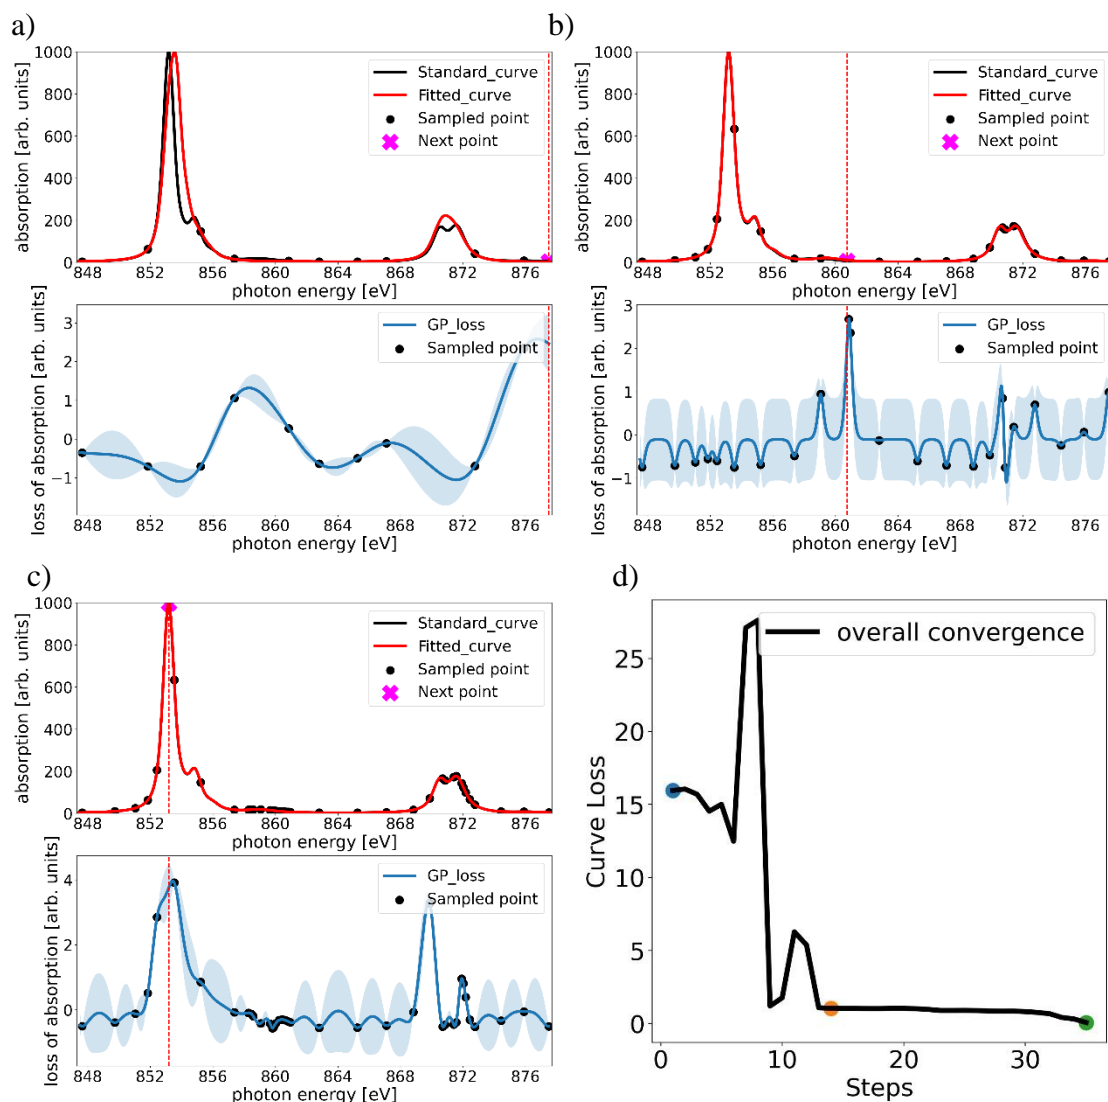 a)
1000
800
600
400
200
0
absorption [arb. units]
Standard_curve
Fitted_curve
Sampled point
Next point
848 852 856 860 864 868 872 876
photon energy [eV]
3
2
1
0
−1
loss of absorption [arb. units]
GP_loss
Sampled point
848 852 856 860 864 868 872 876
photon energy [eV]
b)
1000
800
600
400
200
0
absorption [arb. units]
Standard_curve
Fitted_curve
Sampled point
Next point
848 852 856 860 864 868 872 876
photon energy [eV]
3
2
1
0
−1
loss of absorption [arb. units]
GP_loss
Sampled point
848 852 856 860 864 868 872 876
photon energy [eV]
c)
1000
800
600
400
200
0
absorption [arb. units]
Standard_curve
Fitted_curve
Sampled point
Next point
848 852 856 860 864 868 872 876
photon energy [eV]
4
2
0
loss of absorption [arb. units]
GP_loss
Sampled point
848 852 856 860 864 868 872 876
photon energy [eV]
d)
overall convergence
25
20
15
10
5
0
Curve Loss
0 10 20 30
Steps